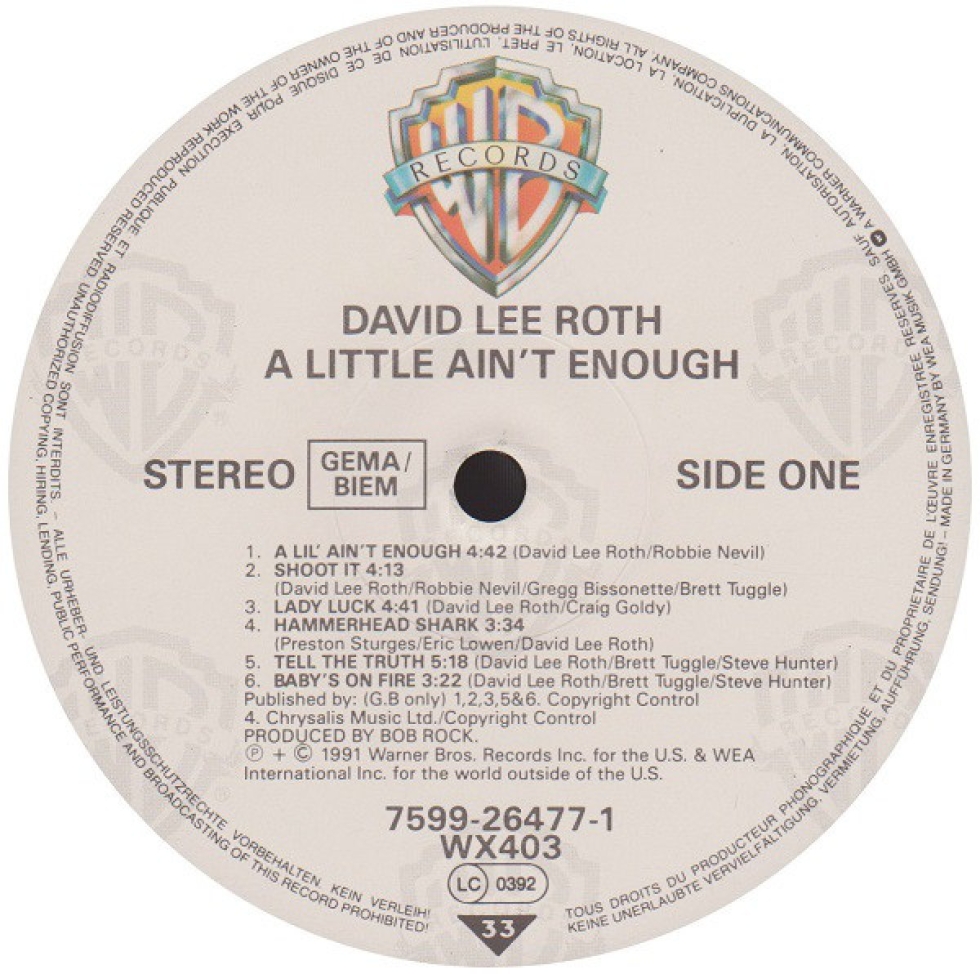 WB
RECORDS
DAVID LEE ROTH
A LITTLE AIN'T ENOUGH
STEREO
GEMA/
BIEM
SIDE ONE
1. A LIL' AIN'T ENOUGH 4:42 (David Lee Roth/Robbie Nevil)
2. SHOOT IT 4:13
(David Lee Roth/Robbie Nevil/Gregg Bissonette/Brett Tuggle)
3. LADY LUCK 4:41 (David Lee Roth/Craig Goldy)
4. HAMMERHEAD SHARK 3:34
(Preston Sturges/Eric Lowen/David Lee Roth)
5. TELL THE TRUTH 5:18 (David Lee Roth/Brett Tuggle/Steve Hunter)
6. BABY'S ON FIRE 3:22 (David Lee Roth/Brett Tuggle/Steve Hunter)
Published by: (G.B only) 1,2,3,5&6. Copyright Control
4. Chrysalis Music Ltd./Copyright Control
PRODUCED BY BOB ROCK.
℗ + © 1991 Warner Bros. Records Inc. for the U.S. & WEA
International Inc. for the world outside of the U.S.
7599-26477-1
WX403
LC 0392
33
TOUS DROITS DU PRODUCTEUR PHONOGRAPHIQUE ET DU PROPRIETAIRE DE L'ŒUVRE ENREGISTREE RESERVES. SAUF AUTORISATION, LA DUPLICATION, LA LOCATION, LE PRET, L'UTILISATION DE CE DISQUE POUR EXECUTION PUBLIQUE ET RADIODIFFUSION SONT INTERDITS. – ALLE URHEBER- UND LEISTUNGSSCHUTZRECHTE VORBEHALTEN. KEIN VERLEIH!
KEINE UNERLAUBTE VERVIELFÄLTIGUNG, VERMIETUNG, AUFFÜHRUNG, SENDUNG! – MADE IN GERMANY BY WEA MUSIK GMBH A WARNER COMMUNICATIONS COMPANY. ALL RIGHTS OF THE PRODUCER AND OF THE OWNER OF THE WORK REPRODUCED RESERVED. UNAUTHORIZED COPYING, HIRING, LENDING, PUBLIC PERFORMANCE AND BROADCASTING OF THIS RECORD PROHIBITED!